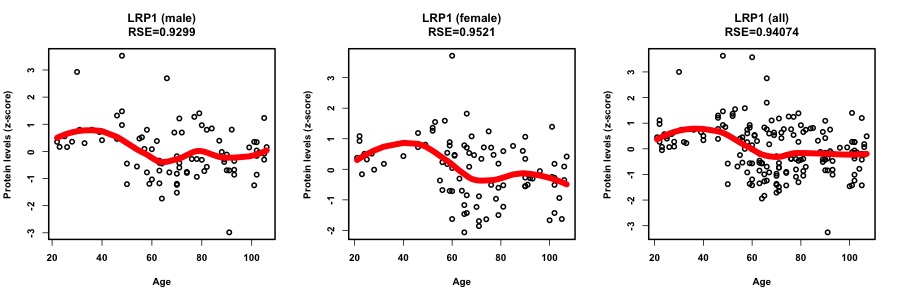 LRP1 (male)
RSE=0.9299
Protein levels (z-score)
3
2
1
0
-1
-2
-3
20 40 60 80 100
Age
LRP1 (female)
RSE=0.9521
Protein levels (z-score)
3
2
1
0
-1
-2
20 40 60 80 100
Age
LRP1 (all)
RSE=0.94074
Protein levels (z-score)
3
2
1
0
-1
-2
-3
20 40 60 80 100
Age